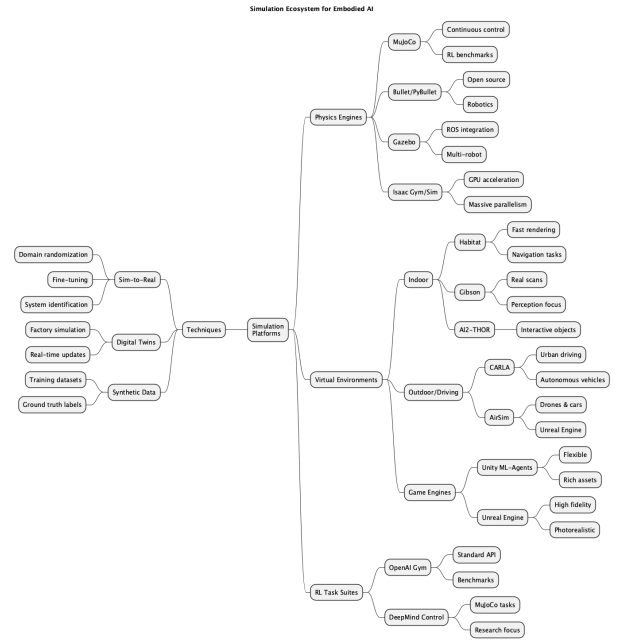 Simulation Ecosystem for Embodied AI
Simulation
Platforms
Physics Engines
MuJoCo
Continuous control
RL benchmarks
Bullet/PyBullet
Open source
Robotics
Gazebo
ROS integration
Multi-robot
Isaac Gym/Sim
GPU acceleration
Massive parallelism
Virtual Environments
Indoor
Habitat
Fast rendering
Navigation tasks
Gibson
Real scans
Perception focus
AI2-THOR
Interactive objects
Outdoor/Driving
CARLA
Urban driving
Autonomous vehicles
AirSim
Drones & cars
Unreal Engine
Game Engines
Unity ML-Agents
Flexible
Rich assets
Unreal Engine
High fidelity
Photorealistic
RL Task Suites
OpenAI Gym
Standard API
Benchmarks
DeepMind Control
MuJoCo tasks
Research focus
Techniques
Sim-to-Real
Domain randomization
Fine-tuning
System identification
Digital Twins
Factory simulation
Real-time updates
Synthetic Data
Training datasets
Ground truth labels